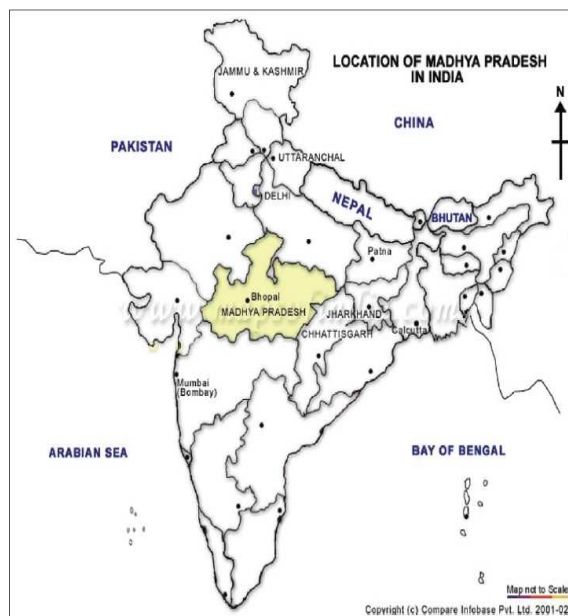 LOCATION OF MADHYA PRADESH
IN INDIA
JAMMU & KASHMIR
N
CHINA
PAKISTAN
UTTARANCHAL
DELHI
NEPAL
BHUTAN
Patna
Bhopal
MADHYA PRADESH
JHARKHAND
CHHATISGARH
Calcutta
Mumbai
(Bombay)
ARABIAN SEA
BAY OF BENGAL
Map not to Scale
Copyright (c) Compare Infobase Pvt. Ltd. 2001-02